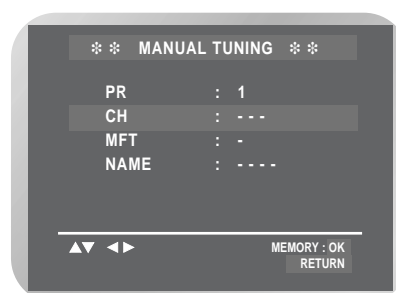 ❇ ❇ MANUAL TUNING ❇ ❇
PR : 1
CH : - - -
MFT : -
NAME : - - - -
▲▼ ◄► MEMORY : OK
RETURN